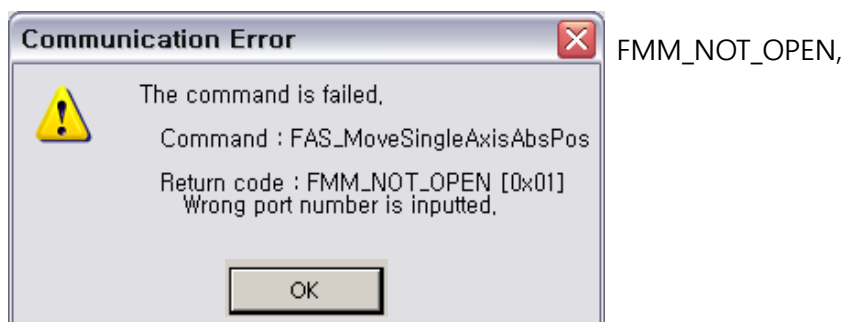 Communication Error
FMM_NOT_OPEN,
The command is failed,
Command : FAS_MoveSingleAxisAbsPos
Return code : FMM_NOT_OPEN [0x01]
Wrong port number is inputted,
OK